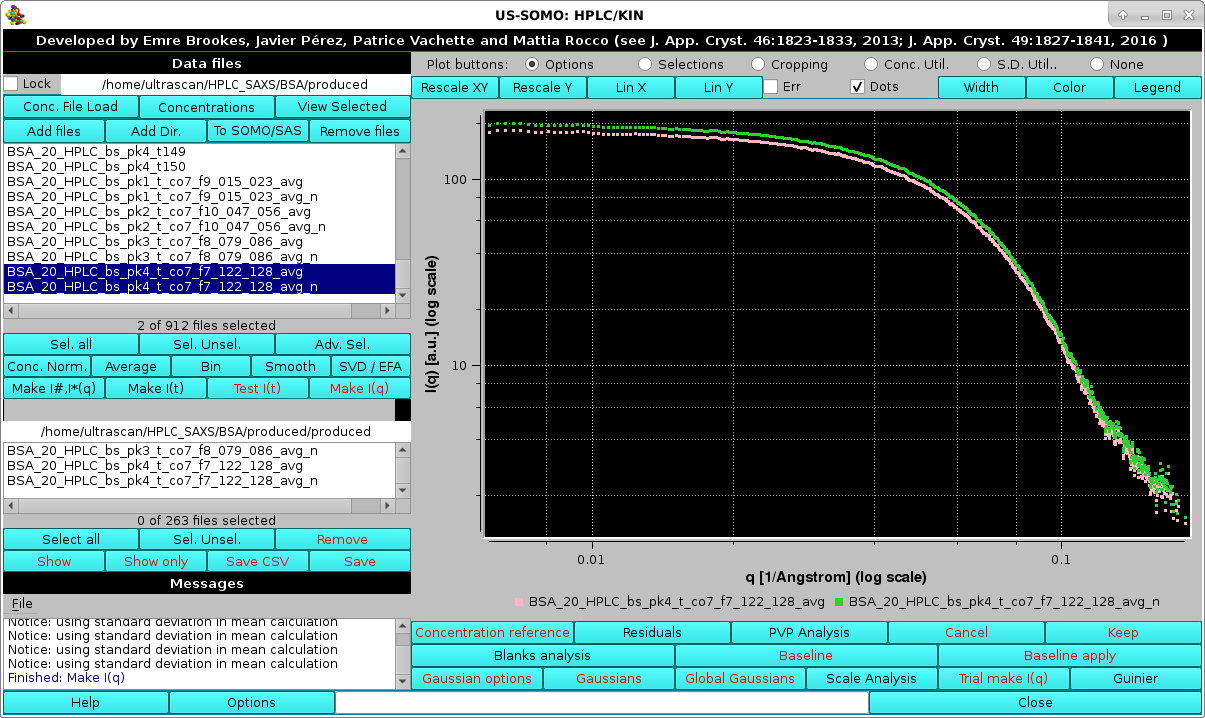 US-SOMO: HPLC/KIN
Developed by Emre Brookes, Javier Pérez, Patrice Vachette and Mattia Rocco (see J. App. Cryst. 46:1823-1833, 2013; J. App. Cryst. 49:1827-1841, 2016 )
Data files
Lock
/home/ultrascan/HPLC_SAXS/BSA/produced
Conc. File Load
Concentrations
View Selected
Add files
Add Dir.
To SOMO/SAS
Remove files
BSA_20_HPLC_bs_pk4_t149
BSA_20_HPLC_bs_pk4_t150
BSA_20_HPLC_bs_pk1_t_co7_f9_015_023_avg
BSA_20_HPLC_bs_pk1_t_co7_f9_015_023_avg_n
BSA_20_HPLC_bs_pk2_t_co7_f10_047_056_avg
BSA_20_HPLC_bs_pk2_t_co7_f10_047_056_avg_n
BSA_20_HPLC_bs_pk3_t_co7_f8_079_086_avg
BSA_20_HPLC_bs_pk3_t_co7_f8_079_086_avg_n
BSA_20_HPLC_bs_pk4_t_co7_f7_122_128_avg
BSA_20_HPLC_bs_pk4_t_co7_f7_122_128_avg_n
2 of 912 files selected
Sel. all
Sel. Unsel.
Adv. Sel.
Conc. Norm.
Average
Bin
Smooth
SVD / EFA
Make I#,I*(q)
Make I(t)
Test I(t)
Make I(q)
/home/ultrascan/HPLC_SAXS/BSA/produced/produced
BSA_20_HPLC_bs_pk3_t_co7_f8_079_086_avg_n
BSA_20_HPLC_bs_pk4_t_co7_f7_122_128_avg
BSA_20_HPLC_bs_pk4_t_co7_f7_122_128_avg_n
0 of 263 files selected
Select all
Sel. Unsel.
Remove
Show
Show only
Save CSV
Save
Messages
File
Notice: using standard deviation in mean calculation
Notice: using standard deviation in mean calculation
Notice: using standard deviation in mean calculation
Notice: using standard deviation in mean calculation
Finished: Make I(q)
Help
Options
Plot buttons:
Options
Selections
Cropping
Conc. Util.
S.D. Util..
None
Rescale XY
Rescale Y
Lin X
Lin Y
Err
Dots
Width
Color
Legend
I(q) [a.u.] (log scale)
100
10
0.01
0.1
q [1/Angstrom] (log scale)
BSA_20_HPLC_bs_pk4_t_co7_f7_122_128_avg
BSA_20_HPLC_bs_pk4_t_co7_f7_122_128_avg_n
Concentration reference
Residuals
PVP Analysis
Cancel
Keep
Blanks analysis
Baseline
Baseline apply
Gaussian options
Gaussians
Global Gaussians
Scale Analysis
Trial make I(q)
Guinier
Close